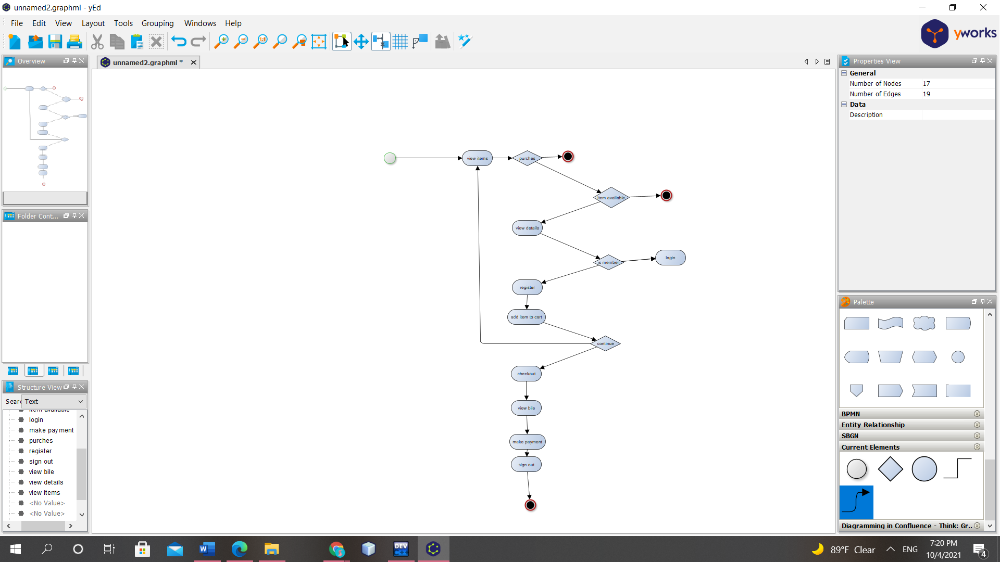 unnamed2.graphml - yEd
File Edit View Layout Tools Grouping Windows Help
yworks
Overview
unnamed2.graphml *
Properties View
General
Number of Nodes 17
Number of Edges 19
Data
Description
view items
purches
item available
view details
is member
login
register
add item to cart
continue
checkout
view bile
make payment
sign out
Folder Cont...
Structure View
Searc Text
item available
login
make payment
purches
register
sign out
view bile
view details
view items
<No Value>
<No Value>
Palette
BPMN
Entity Relationship
SBGN
Current Elements
Diagramming in Confluence - Think: Gr..
W
DEV
C++
S
89°F Clear
ENG
7:20 PM
10/4/2021
4